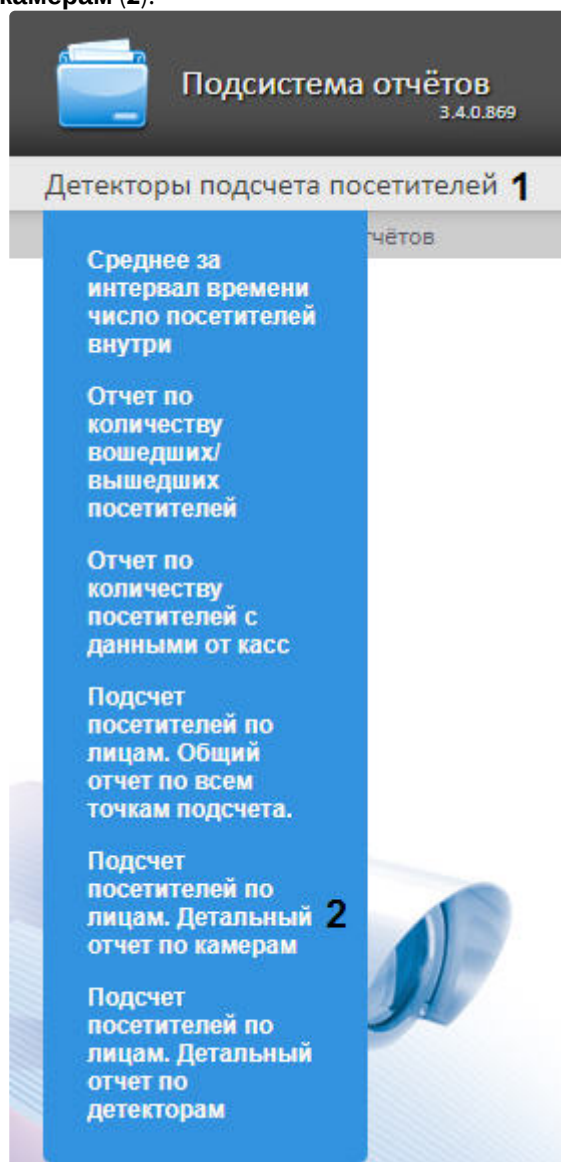 камерам (2).
Подсистема отчётов
3.4.0.869
Детекторы подсчета посетителей 1
чётов
Среднее за
интервал времени
число посетителей
внутри
Отчет по
количеству
вошедших/
вышедших
посетителей
Отчет по
количеству
посетителей с
данными от касс
Подсчет
посетителей по
лицам. Общий
отчет по всем
точкам подсчета.
Подсчет
посетителей по
лицам. Детальный 2
отчет по камерам
Подсчет
посетителей по
лицам. Детальный
отчет по
детекторам